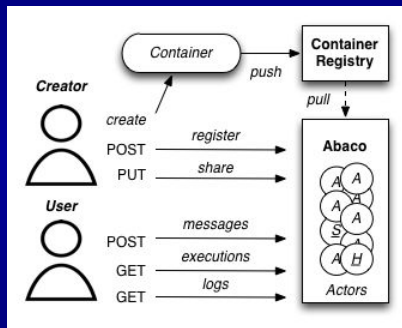 Container
Container
Registry
push
pull
Creator
create
POST
register
PUT
share
Abaco
A
A
A
A
A
S
A
A
H
Actors
User
POST
messages
GET
executions
GET
logs